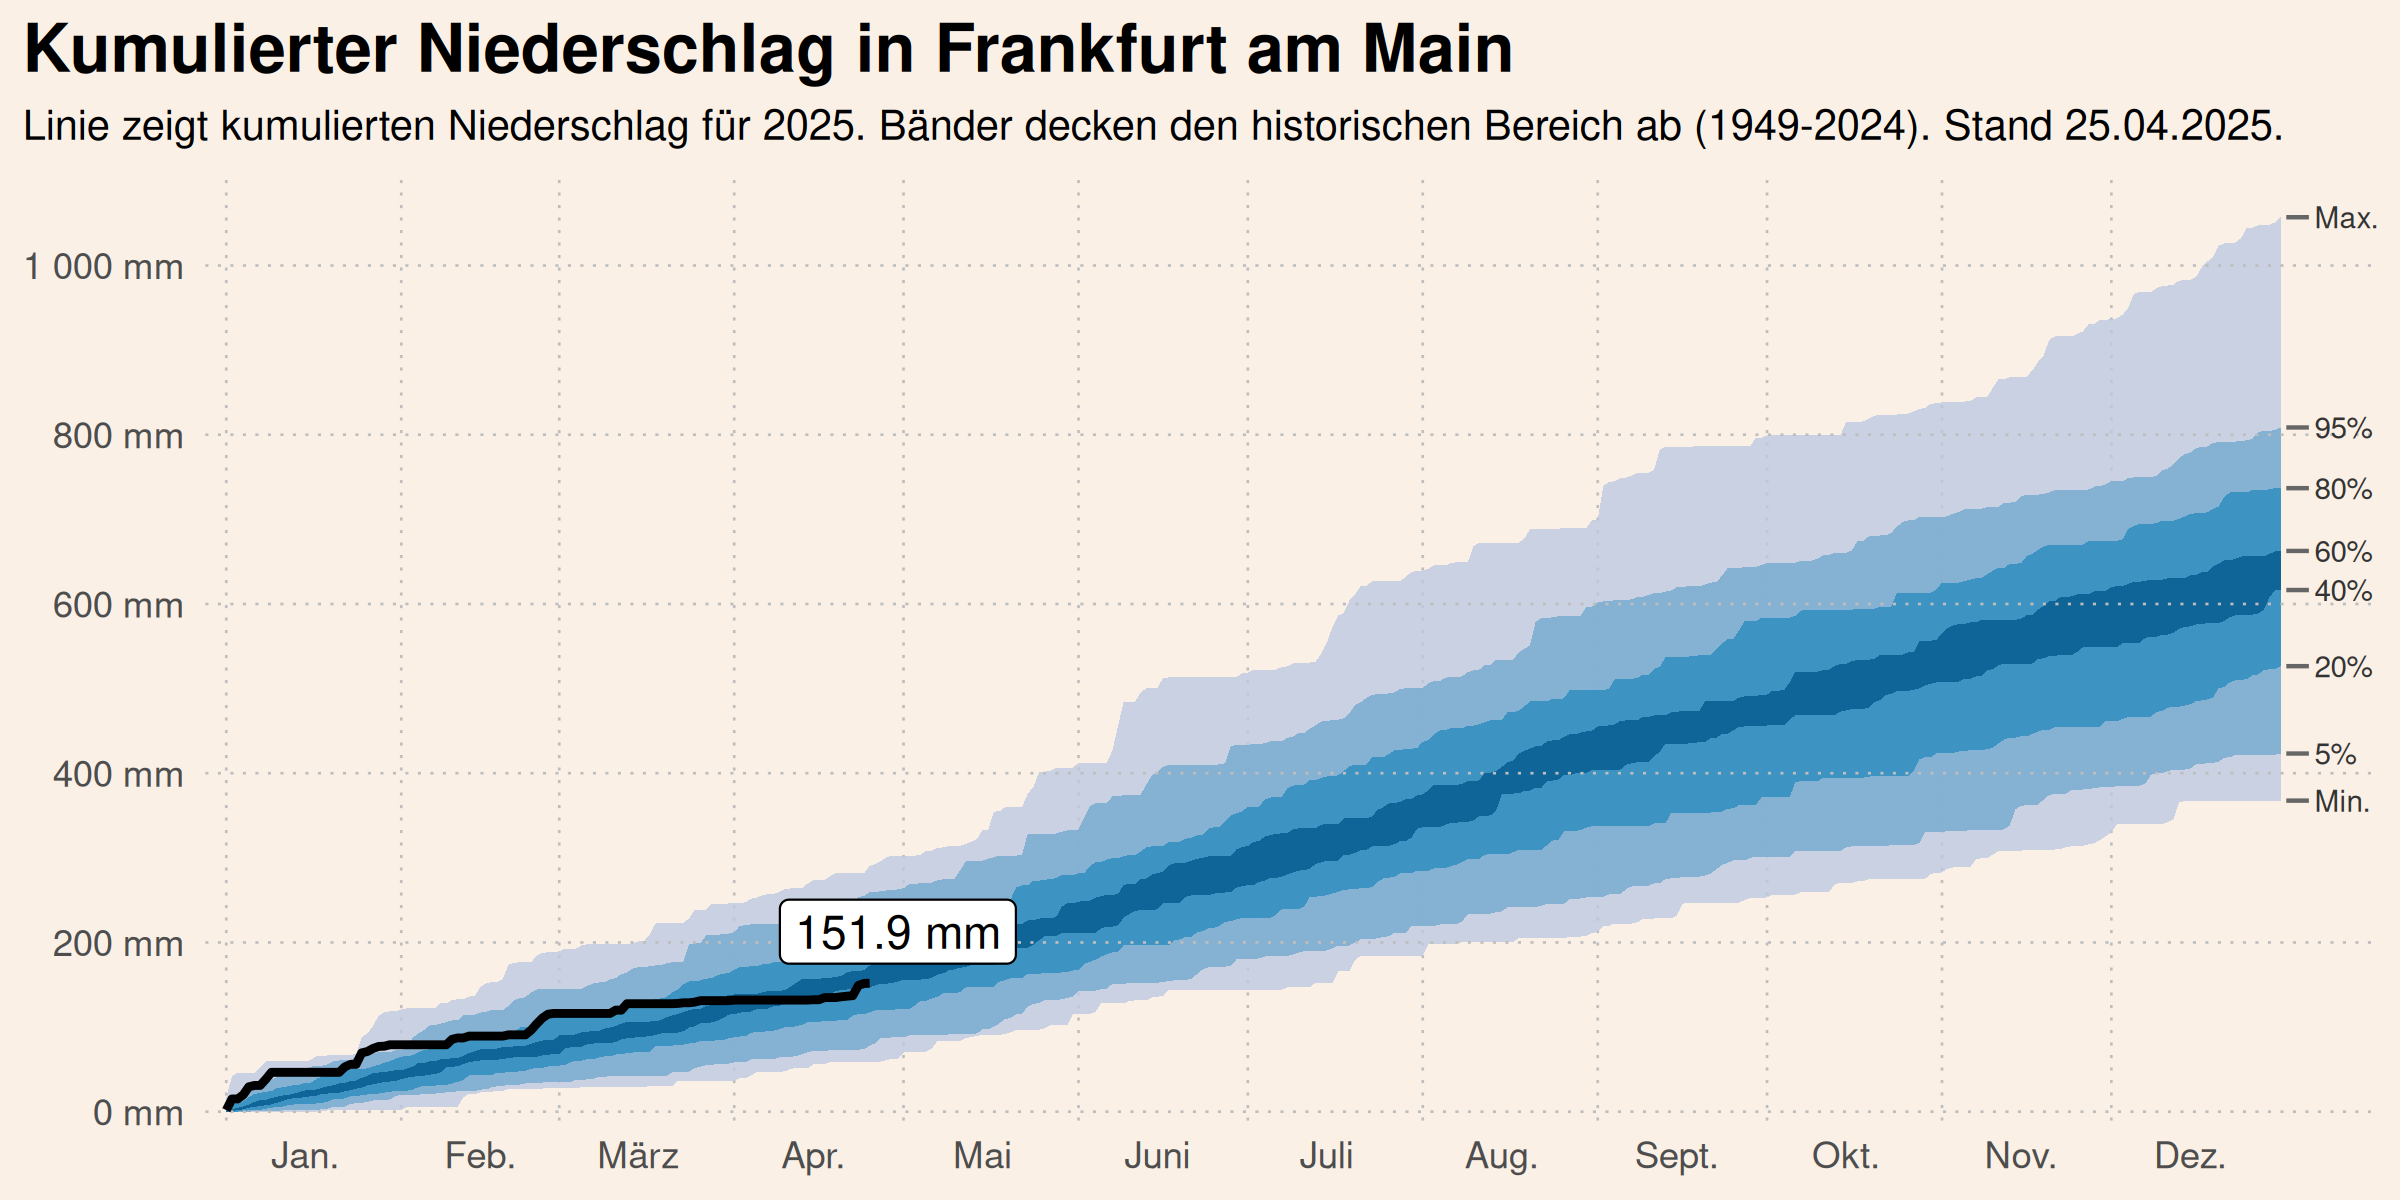 Kumulierter Niederschlag in Frankfurt am Main
Linie zeigt kumulierten Niederschlag für 2025. Bänder decken den historischen Bereich ab (1949-2024). Stand 25.04.2025.
Max.
1 000 mm
800 mm
95%
80%
60%
600 mm
40%
20%
400 mm
5%
Min.
200 mm
151.9 mm
0 mm
Jan. Feb. März Apr. Mai Juni Juli Aug. Sept. Okt. Nov. Dez.